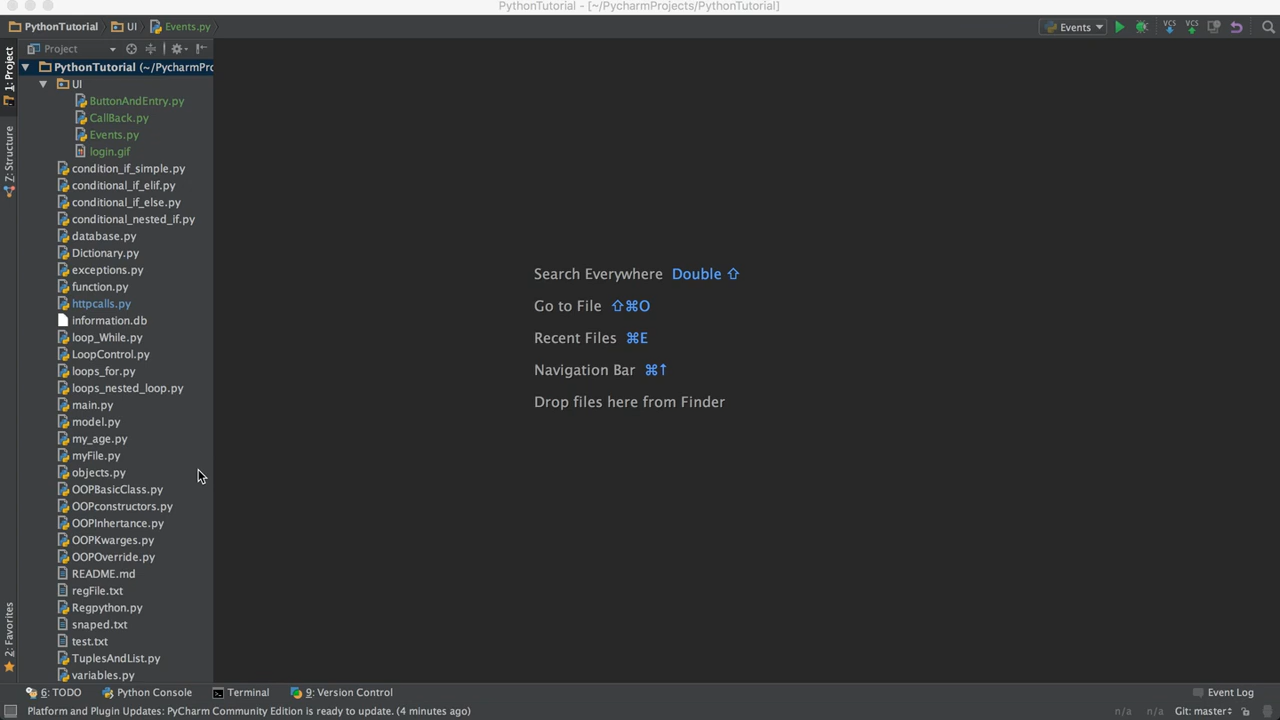 PythonTutorial - [~/PycharmProjects/PythonTutorial]
PythonTutorial UI Events.py
Events
VCS VCS
1: Project
Z: Structure
2: Favorites
Project
PythonTutorial (~/PycharmPro
UI
ButtonAndEntry.py
CallBack.py
Events.py
login.gif
condition_if_simple.py
conditional_if_elif.py
conditional_if_else.py
conditional_nested_if.py
database.py
Dictionary.py
exceptions.py
function.py
httpcalls.py
information.db
loop_While.py
LoopControl.py
loops_for.py
loops_nested_loop.py
main.py
model.py
my_age.py
myFile.py
objects.py
OOPBasicClass.py
OOPconstructors.py
OOPInhertance.py
OOPKwarges.py
OOPOverride.py
README.md
regFile.txt
Regpython.py
snaped.txt
test.txt
TuplesAndList.py
variables.py
Search Everywhere Double ⇧
Go to File ⇧⌘O
Recent Files ⌘E
Navigation Bar ⌘↑
Drop files here from Finder
6: TODO Python Console Terminal 9: Version Control Event Log
Platform and Plugin Updates: PyCharm Community Edition is ready to update. (4 minutes ago) n/a n/a Git: master